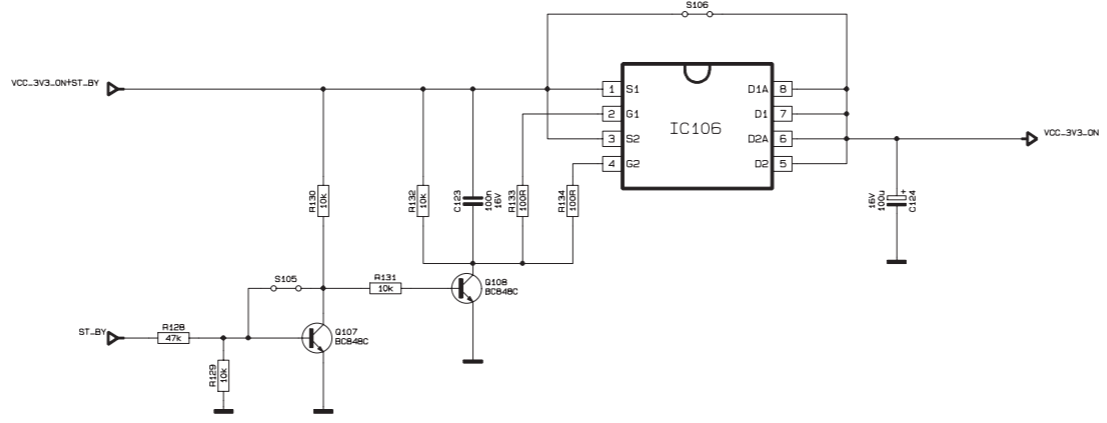 S106
VCC_3V3_ON+ST_BY
1 S1 D1A 8
2 G1 D1 7
IC106
3 S2 D2A 6
4 G2 D2 5
VCC_3V3_ON
R130
10k
R132
10k
C123
100n
16V
R133
100R
R134
100R
16V
100u
C124
+
S105
R131
10k
Q108
BC848C
ST_BY
R128
47k
Q107
BC848C
R129
10k